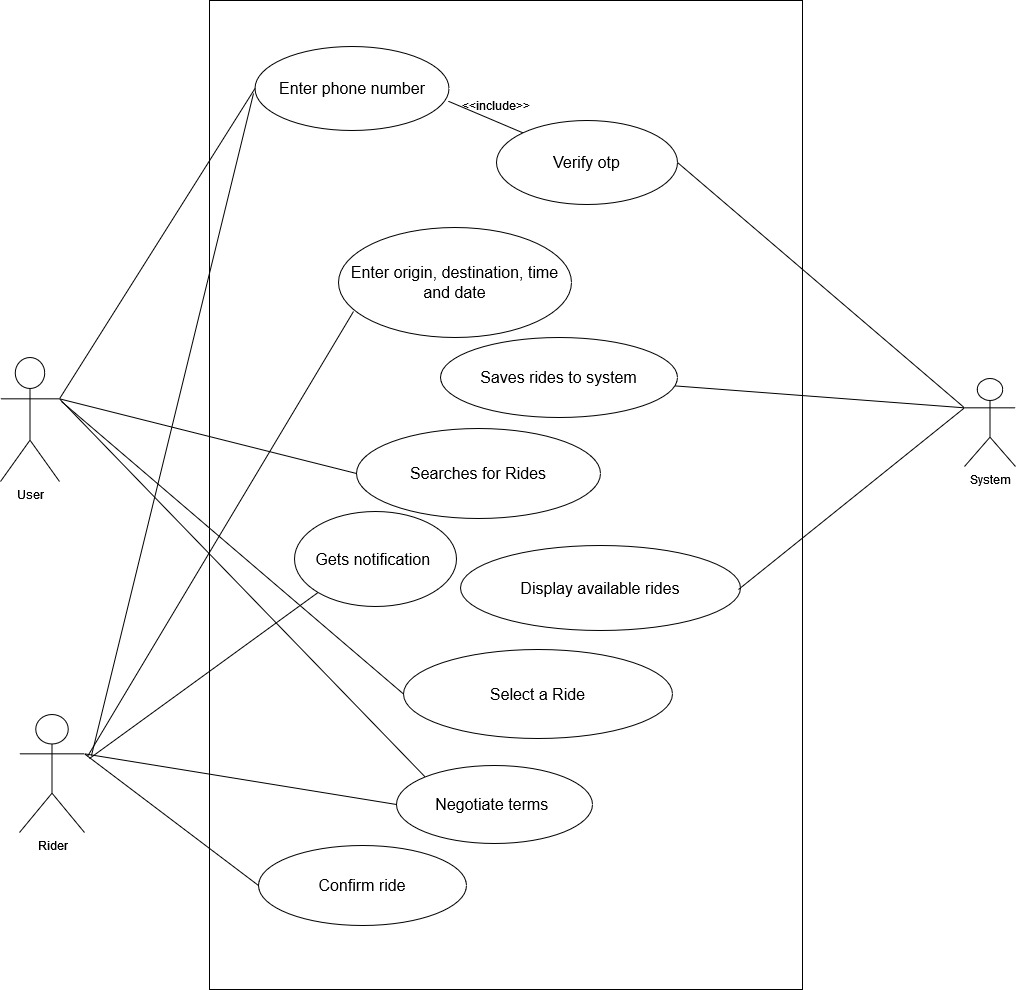 Enter phone number
<<include>>
Verify otp
Enter origin, destination, time
and date
Saves rides to system
Searches for Rides
User
System
Gets notification
Display available rides
Select a Ride
Negotiate terms
Rider
Confirm ride